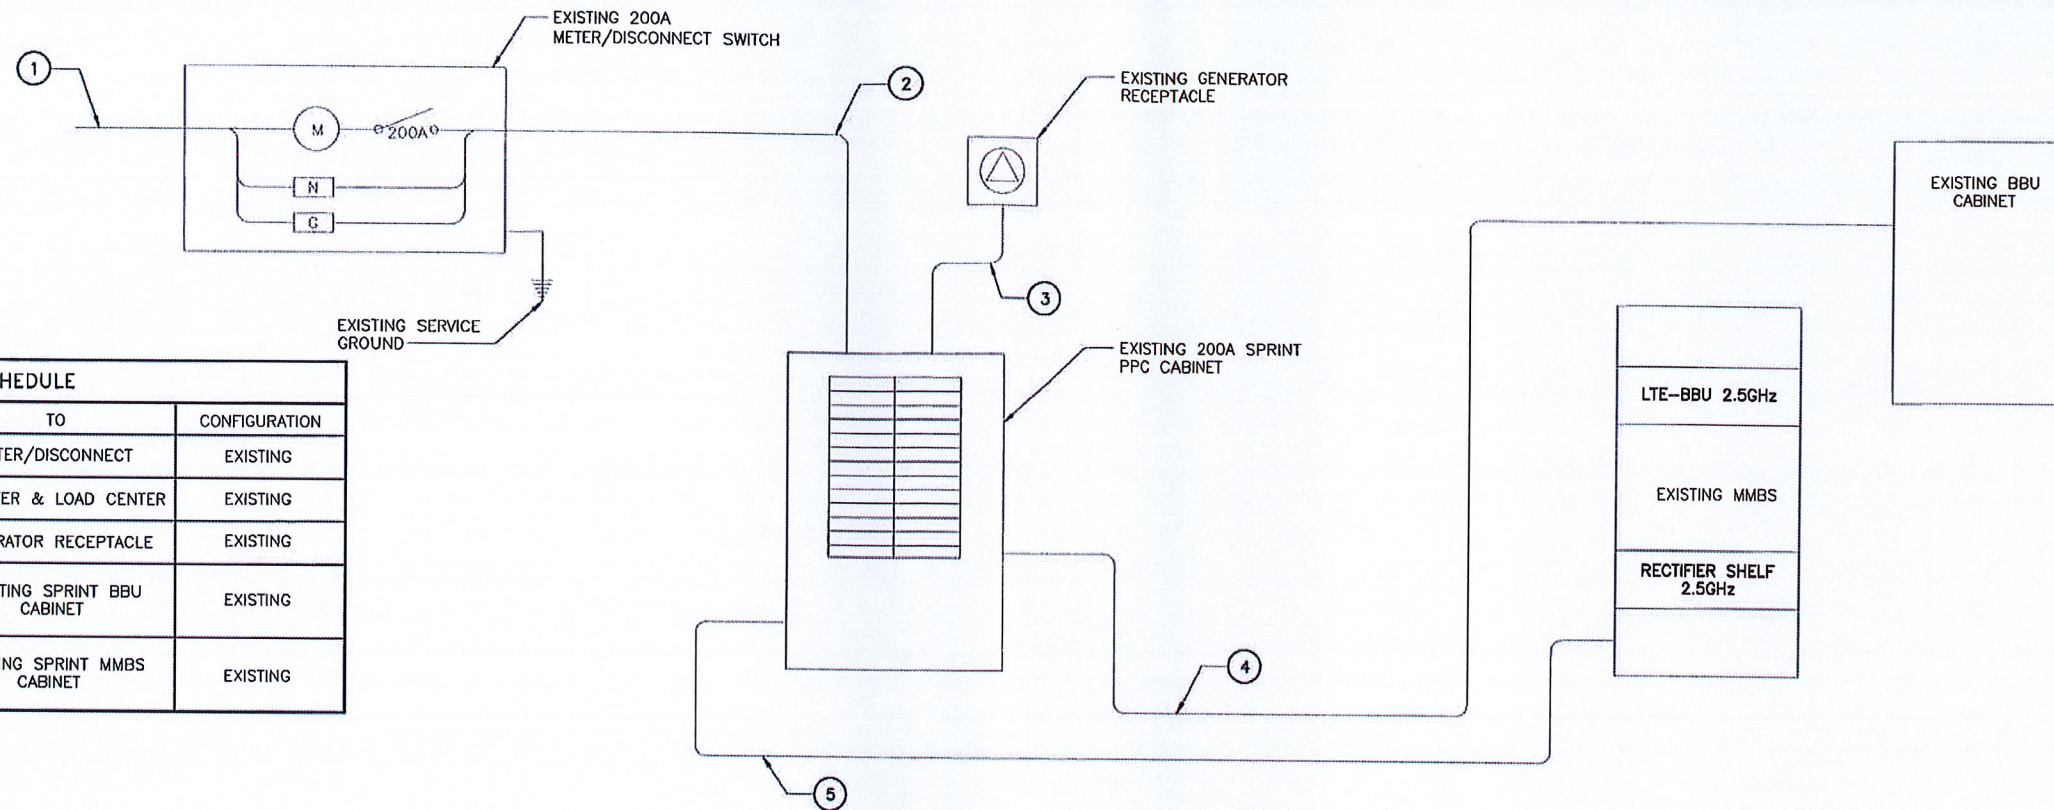 EXISTING 200A
METER/DISCONNECT SWITCH
1
2
EXISTING GENERATOR
RECEPTACLE
M
200A
N
G
EXISTING BBU
CABINET
3
EXISTING SERVICE
GROUND
EXISTING 200A SPRINT
PPC CABINET
HEDULE
TO
CONFIGURATION
TER/DISCONNECT
EXISTING
TER & LOAD CENTER
EXISTING
RATOR RECEPTACLE
EXISTING
TING SPRINT BBU
CABINET
EXISTING
ING SPRINT MMBS
CABINET
EXISTING
LTE-BBU 2.5GHz
EXISTING MMBS
RECTIFIER SHELF
2.5GHz
4
5